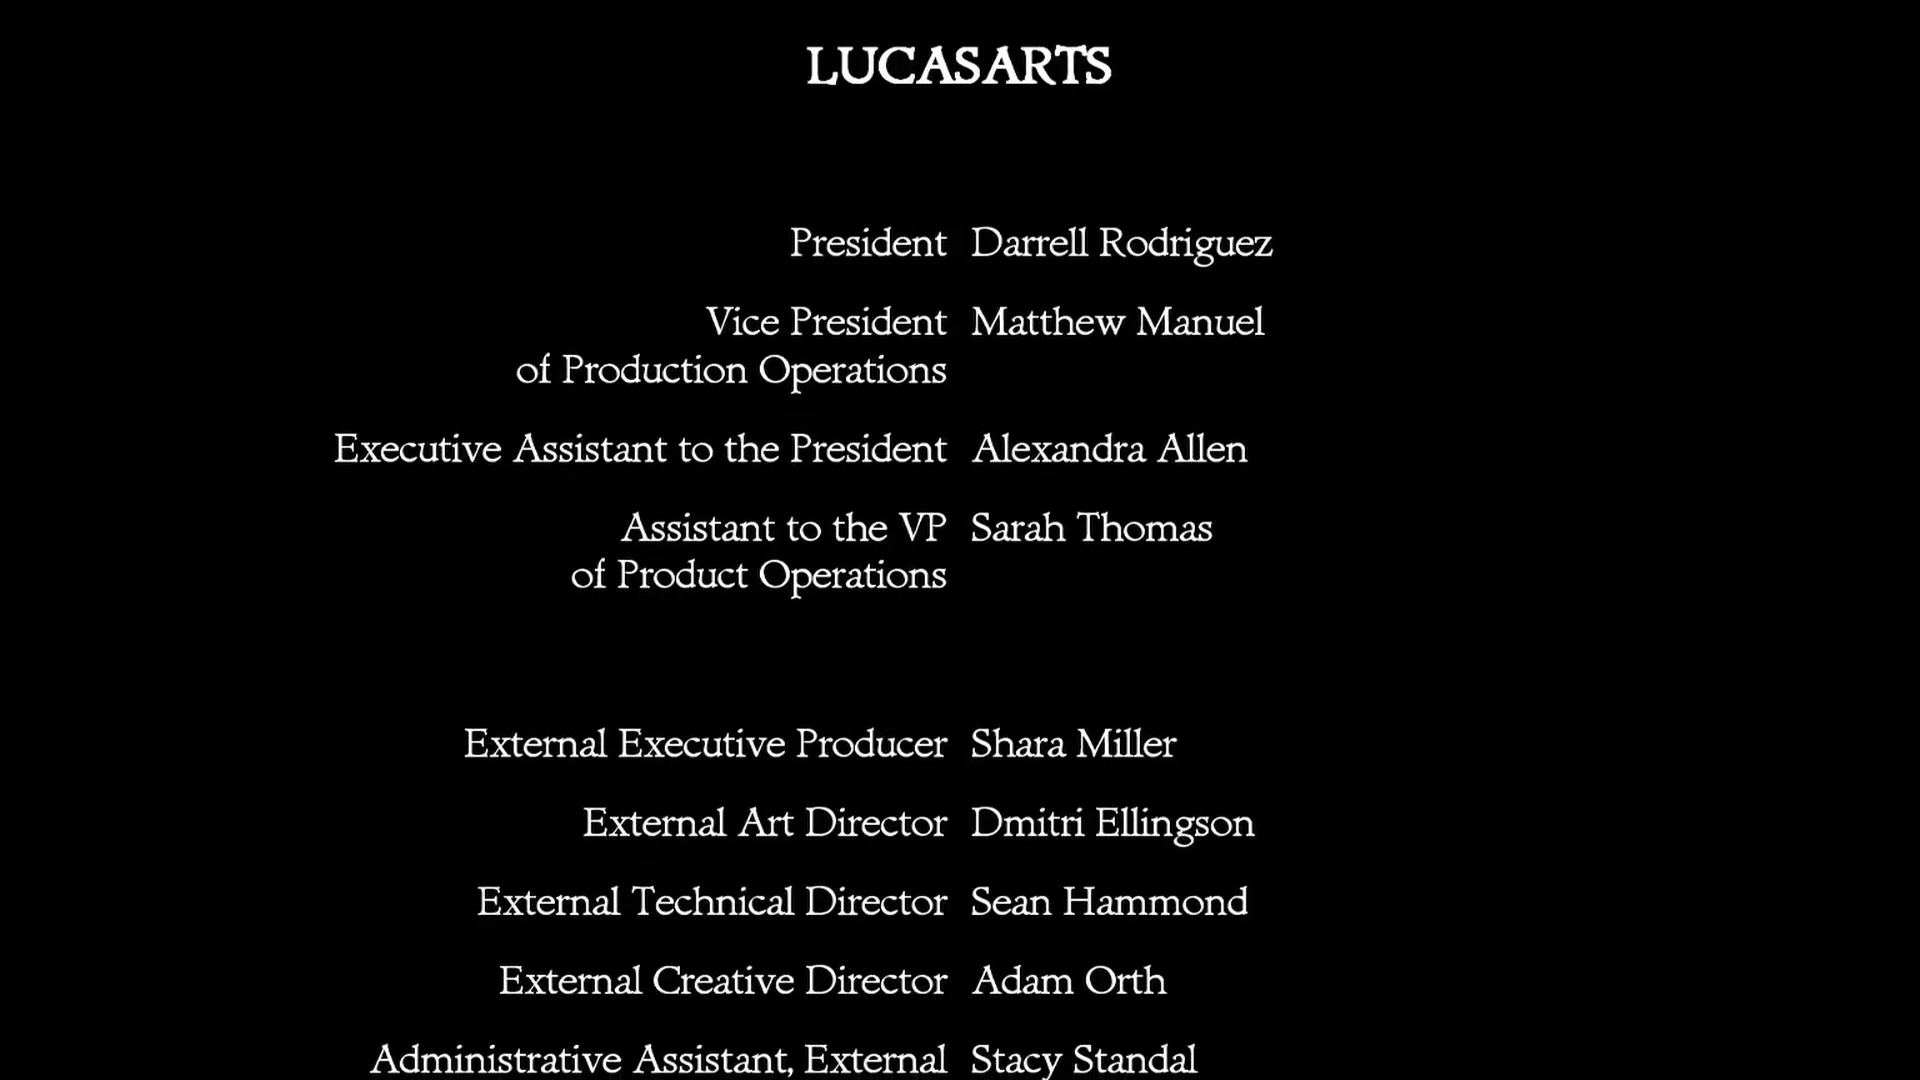 LUCASARTS
President Darrell Rodriguez
Vice President Matthew Manuel
of Production Operations
Executive Assistant to the President Alexandra Allen
Assistant to the VP Sarah Thomas
of Product Operations
External Executive Producer Shara Miller
External Art Director Dmitri Ellingson
External Technical Director Sean Hammond
External Creative Director Adam Orth
Administrative Assistant, External Stacy Standal